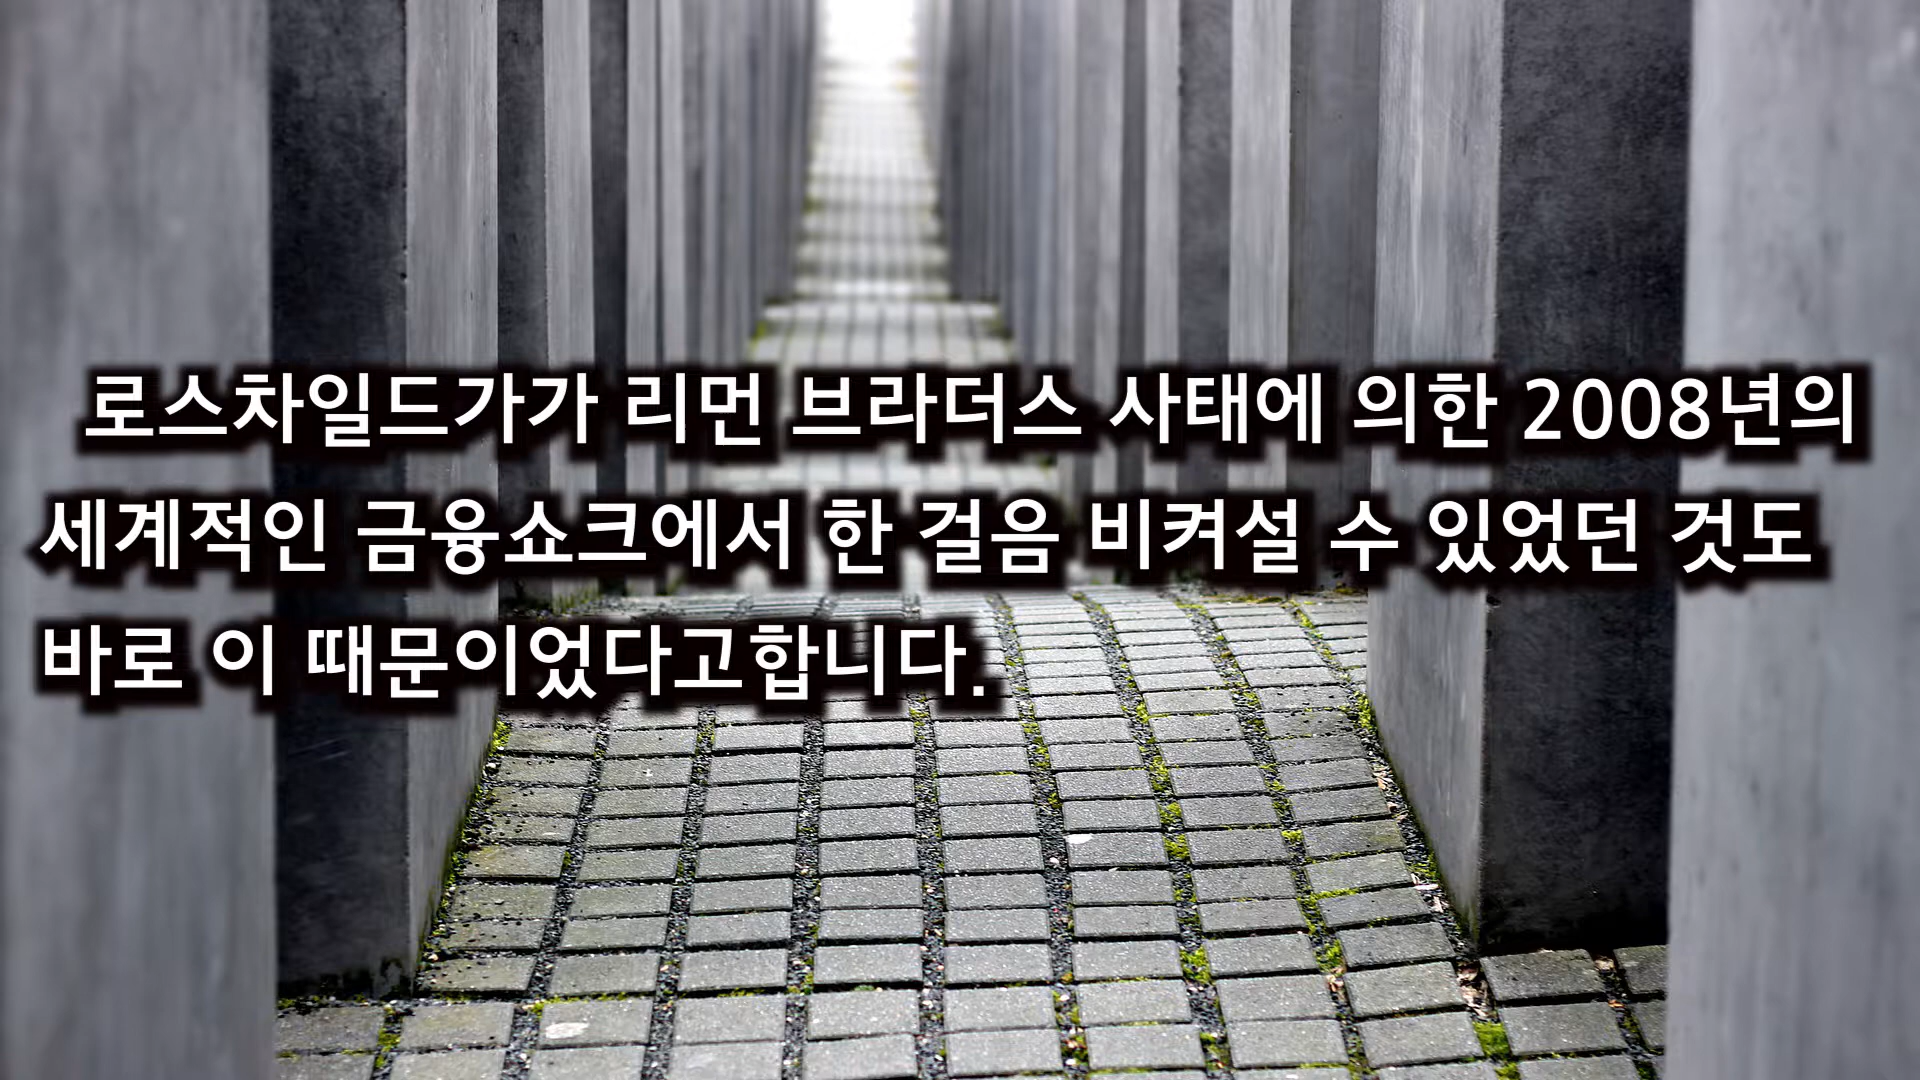 로스차일드가가 리먼 브라더스 사태에 의한 2008년의
세계적인 금융쇼크에서 한 걸음 비켜설 수 있었던 것도
바로 이 때문이었다고합니다.